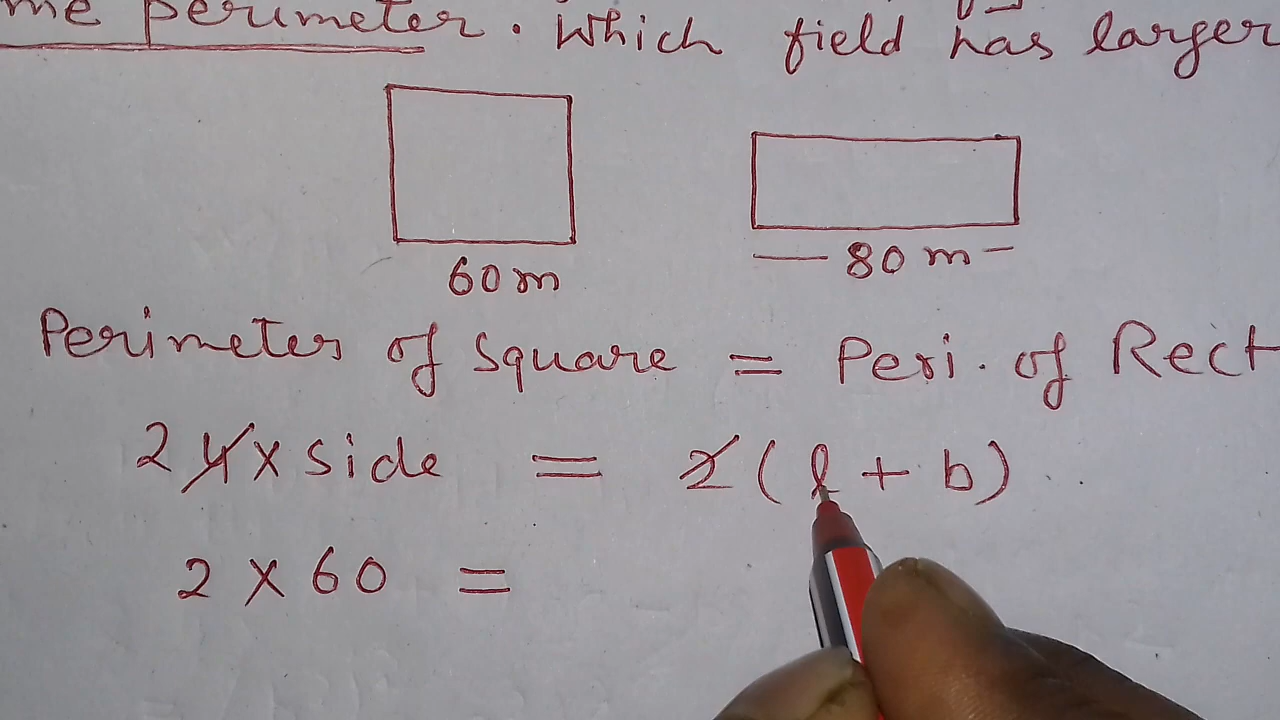 me perimeter. Which field has larger
60 m
— 80 m —
Perimeter of Square = Peri. of Rect
2 4 x side = 2 ( l + b )
2 x 60 =